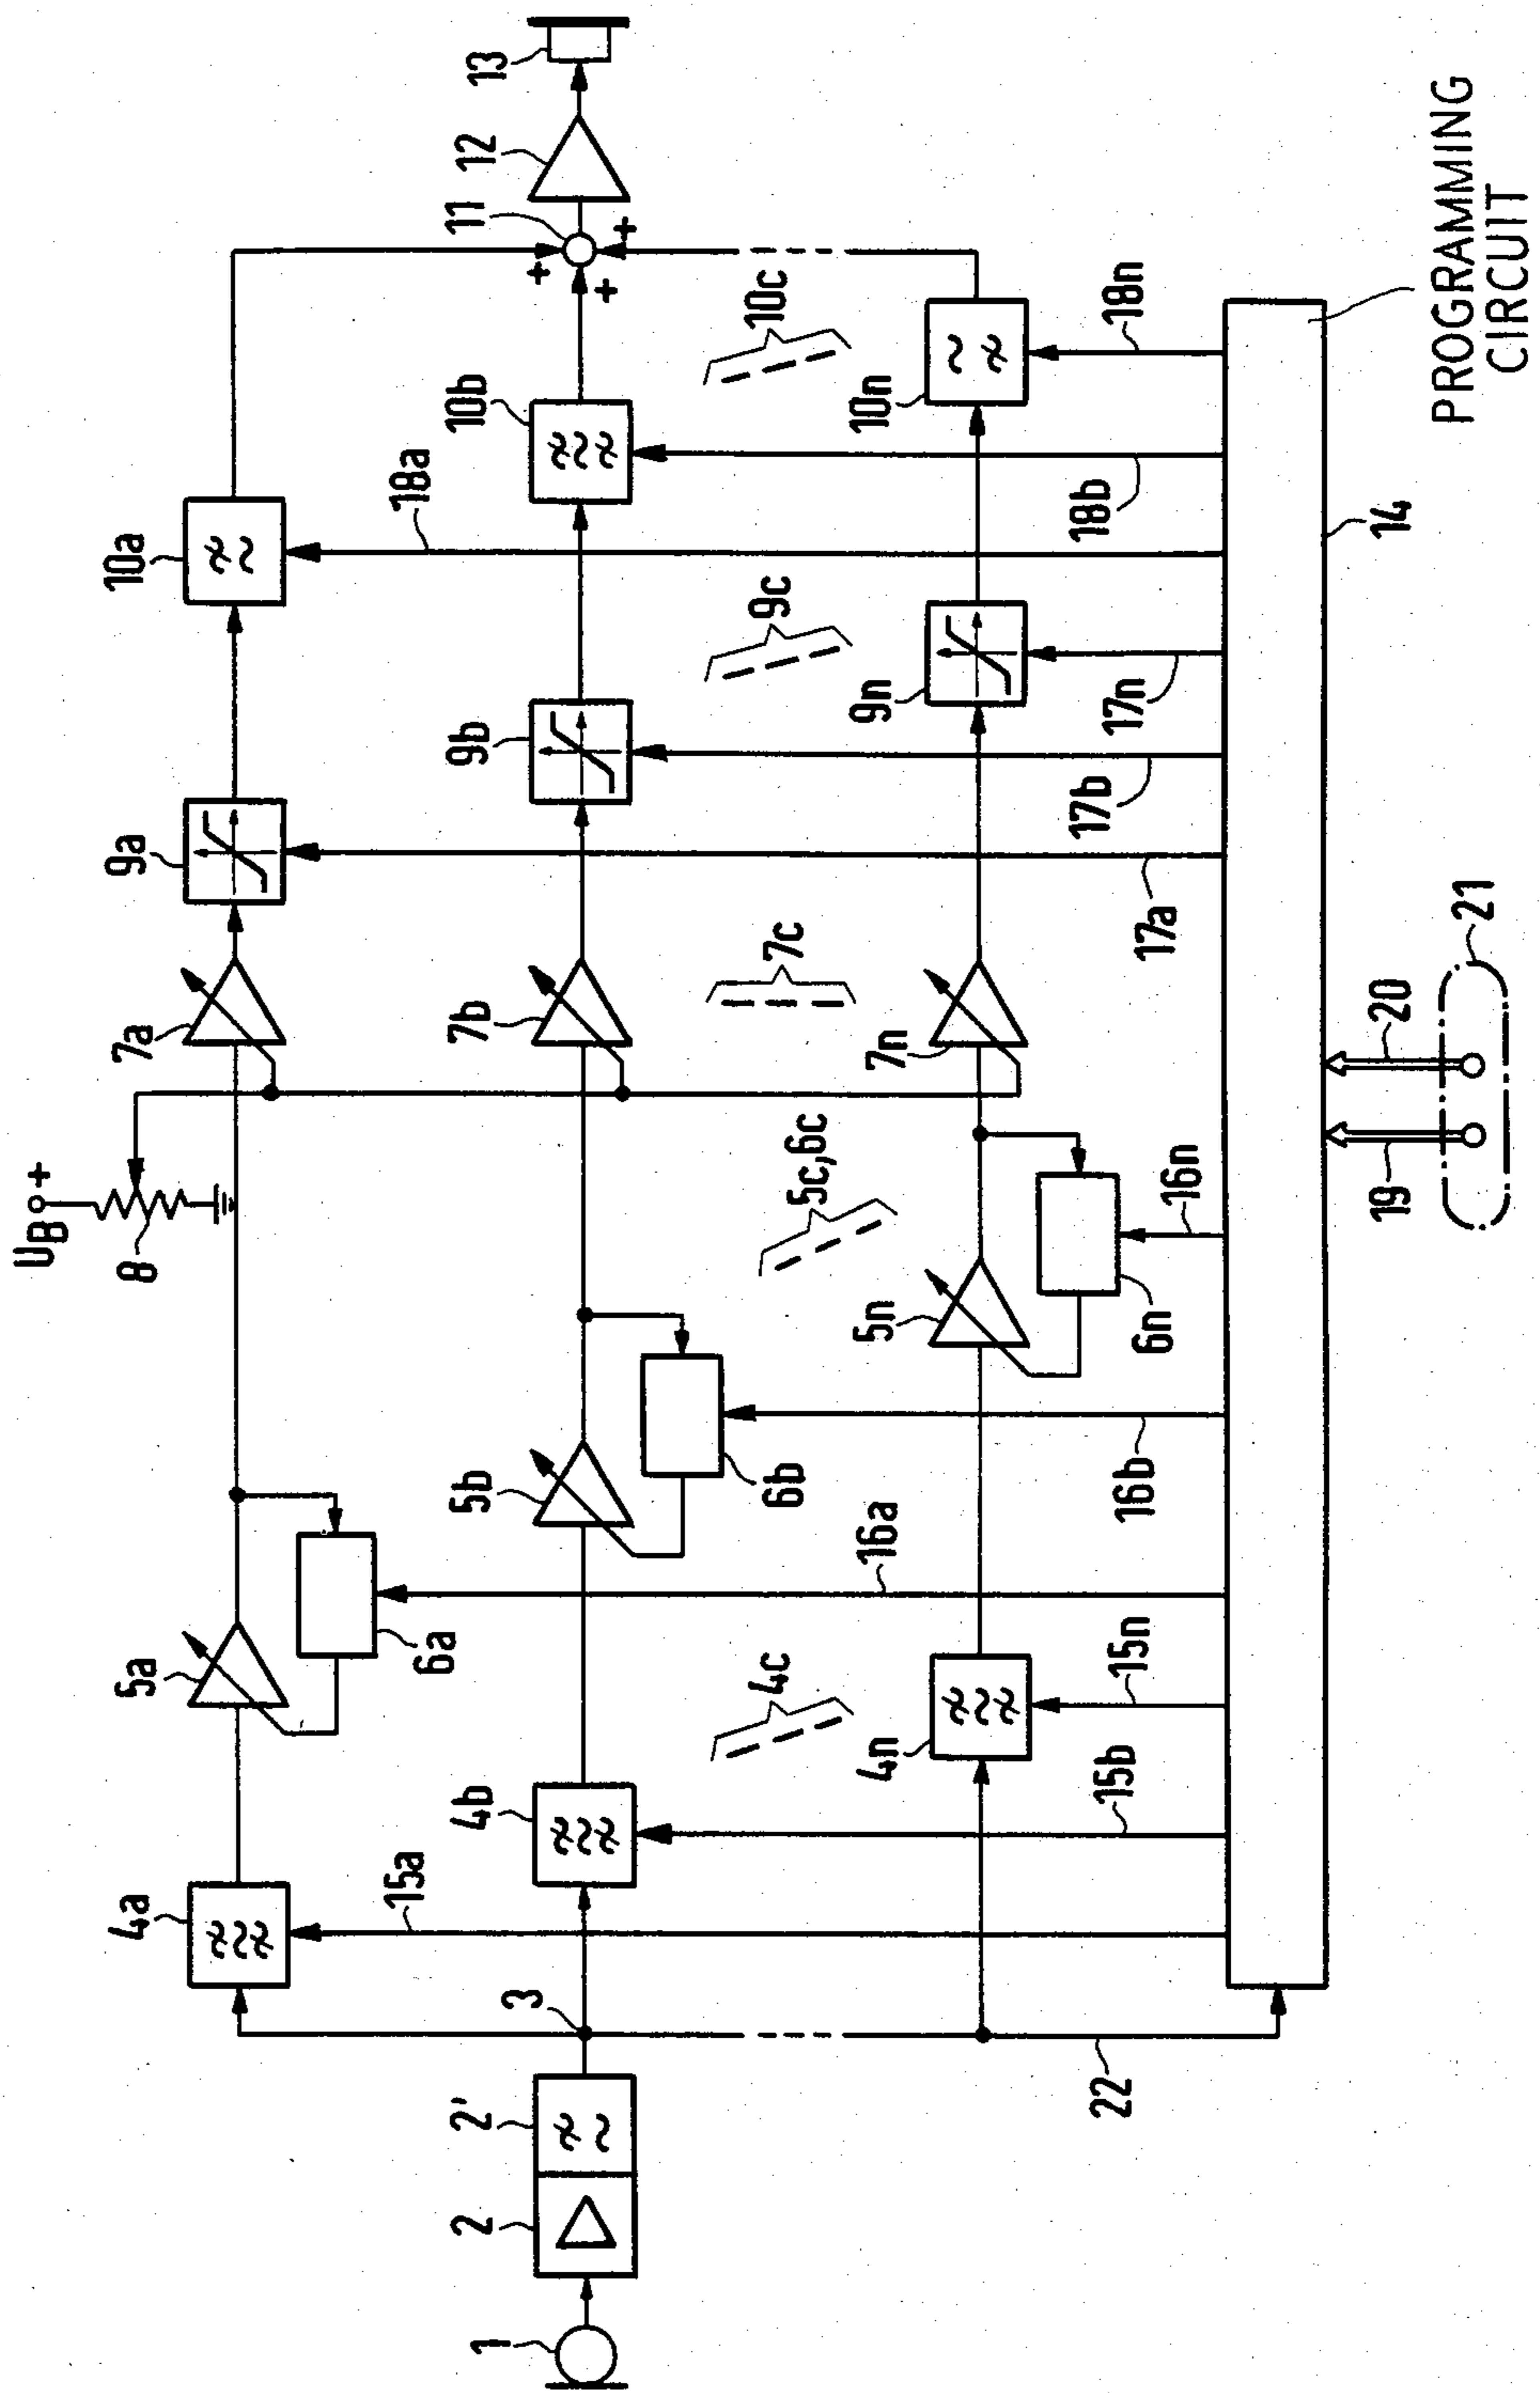 UB +
8
4a
15a
5a
6a
16a
7a
9a
10a
18a
1
2
2'
3
4b
5b
6b
7b
9b
10b
11
+
+
+
12
13
4c
5c,6c
7c
9c
10c
4n
5n
6n
7n
9n
10n
22
15b
15n
16b
16n
17a
17b
17n
18b
18n
14
19
20
21
PROGRAMMING
CIRCUIT